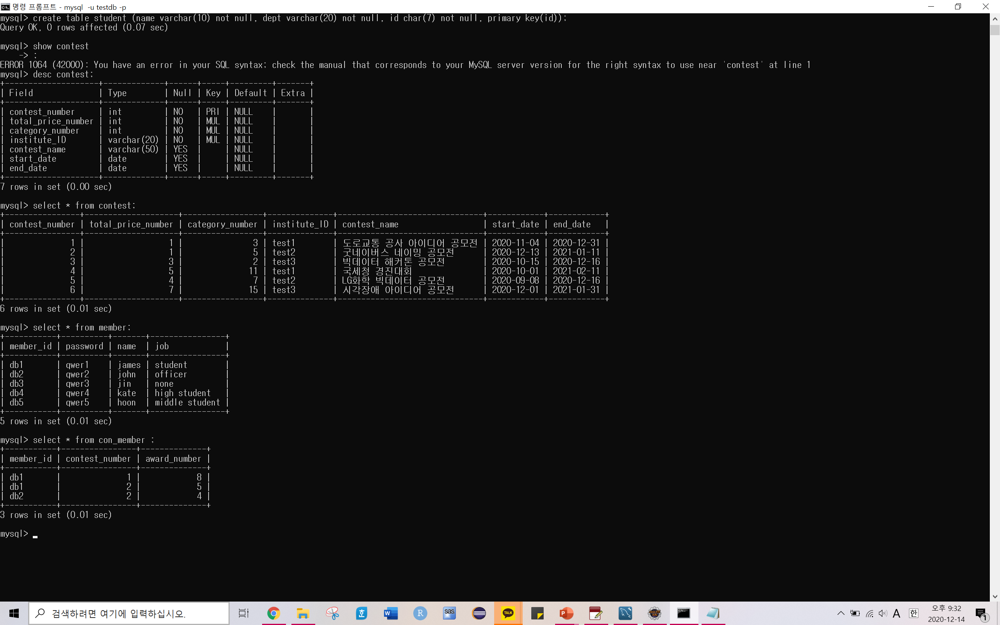 명령 프롬프트 - mysql  -u testdb -p
mysql> create table student (name varchar(10) not null, dept varchar(20) not null, id char(7) not null, primary key(id));
Query OK, 0 rows affected (0.07 sec)
mysql> show contest
    -> ;
ERROR 1064 (42000): You have an error in your SQL syntax; check the manual that corresponds to your MySQL server version for the right syntax to use near 'contest' at line 1
mysql> desc contest;
+--------------------+-------------+------+-----+---------+-------+
| Field              | Type        | Null | Key | Default | Extra |
+--------------------+-------------+------+-----+---------+-------+
| contest_number     | int         | NO   | PRI | NULL    |       |
| total_price_number | int         | NO   | MUL | NULL    |       |
| category_number    | int         | NO   | MUL | NULL    |       |
| institute_ID       | varchar(20) | NO   | MUL | NULL    |       |
| contest_name       | varchar(50) | YES  |     | NULL    |       |
| start_date         | date        | YES  |     | NULL    |       |
| end_date           | date        | YES  |     | NULL    |       |
+--------------------+-------------+------+-----+---------+-------+
7 rows in set (0.00 sec)
mysql> select * from contest;
+----------------+--------------------+-----------------+--------------+-------------------------------+------------+------------+
| contest_number | total_price_number | category_number | institute_ID | contest_name                  | start_date | end_date   |
+----------------+--------------------+-----------------+--------------+-------------------------------+------------+------------+
|              1 |                  1 |               3 | test1        | 도로교통 공사 아이디어 공모전 | 2020-11-04 | 2020-12-31 |
|              2 |                  1 |               5 | test2        | 굿네이버스 네이밍 공모전      | 2020-12-13 | 2021-01-11 |
|              3 |                  3 |               2 | test3        | 빅데이터 해커톤 공모전        | 2020-10-15 | 2020-12-16 |
|              4 |                  5 |              11 | test1        | 국세청 경진대회               | 2020-10-01 | 2021-02-11 |
|              5 |                  4 |               7 | test2        | LG화학 빅데이터 공모전        | 2020-09-08 | 2020-12-16 |
|              6 |                  7 |              15 | test3        | 시각장애 아이디어 공모전      | 2020-12-01 | 2021-01-31 |
+----------------+--------------------+-----------------+--------------+-------------------------------+------------+------------+
6 rows in set (0.01 sec)
mysql> select * from member;
+-----------+----------+-------+----------------+
| member_id | password | name  | job            |
+-----------+----------+-------+----------------+
| db1       | qwer1    | james | student        |
| db2       | qwer2    | john  | officer        |
| db3       | qwer3    | jin   | none           |
| db4       | qwer4    | kate  | high student   |
| db5       | qwer5    | hoon  | middle student |
+-----------+----------+-------+----------------+
5 rows in set (0.01 sec)
mysql> select * from con_member ;
+-----------+----------------+--------------+
| member_id | contest_number | award_number |
+-----------+----------------+--------------+
| db1       |              1 |            8 |
| db1       |              2 |            5 |
| db2       |              2 |            4 |
+-----------+----------------+--------------+
3 rows in set (0.01 sec)
mysql>
검색하려면 여기에 입력하십시오.
호
W
R
sas
TALK
P
Java EE
IDE
A
한
오후 9:32
2020-12-14
1